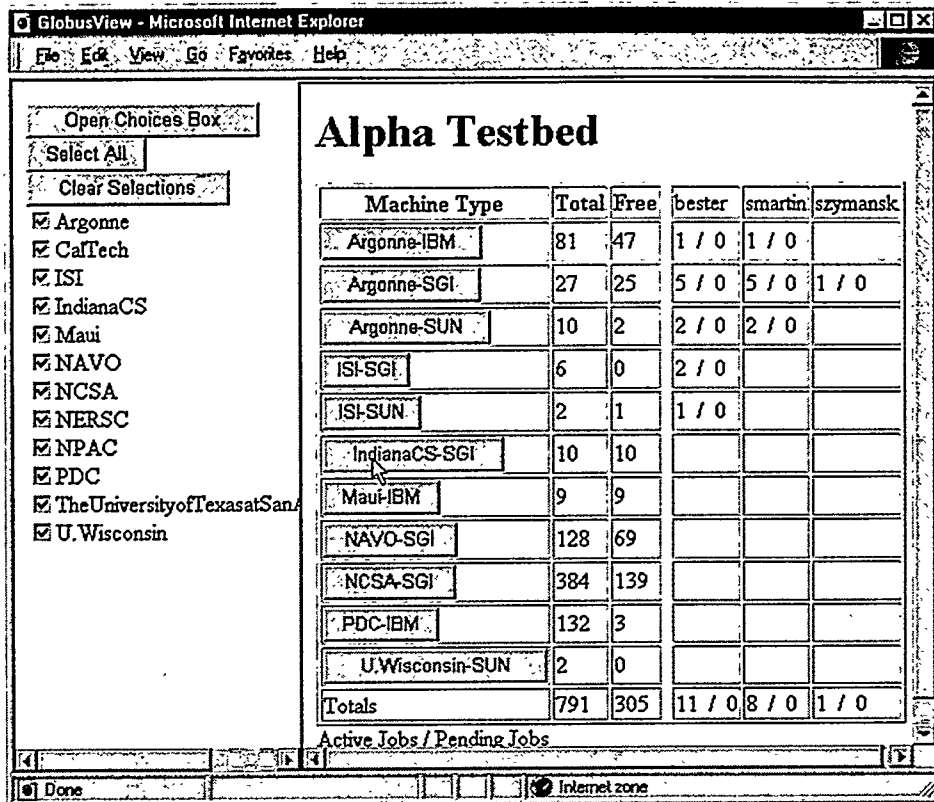 GlobusView - Microsoft Internet Explorer
File Edit View Go Favorites Help
Open Choices Box
Select All
Clear Selections
Argonne
CalTech
ISI
IndianaCS
Maui
NAVO
NCSA
NERSC
NPAC
PDC
TheUniversityofTexasatSanA
U.Wisconsin
Alpha Testbed
Machine Type Total Free bester smartin szymansk
Argonne-IBM 81 47 1 / 0 1 / 0
Argonne-SGI 27 25 5 / 0 5 / 0 1 / 0
Argonne-SUN 10 2 2 / 0 2 / 0
ISI-SGI 6 0 2 / 0
ISI-SUN 2 1 1 / 0
IndianaCS-SGI 10 10
Maui-IBM 9 9
NAVO-SGI 128 69
NCSA-SGI 384 139
PDC-IBM 132 3
U.Wisconsin-SUN 2 0
Totals 791 305 11 / 0 8 / 0 1 / 0
Active Jobs / Pending Jobs
Done Internet zone